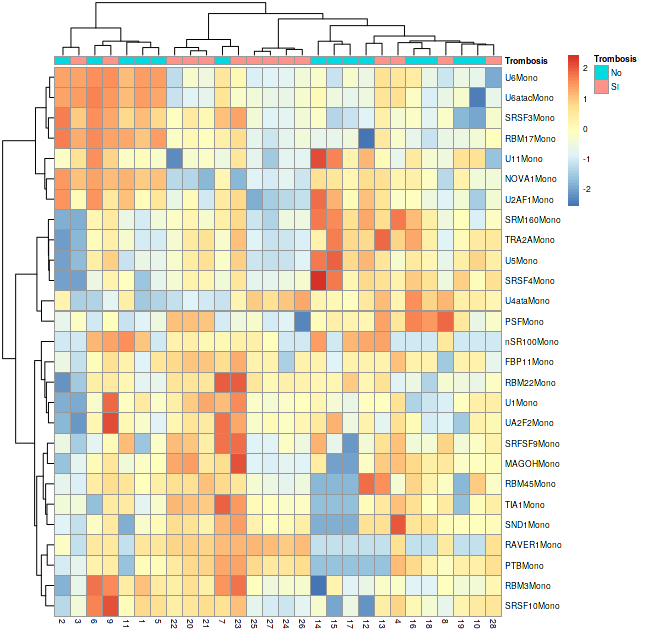 Trombosis
U6Mono
U6atacMono
SRSF3Mono
RBM17Mono
U11Mono
NOVA1Mono
U2AF1Mono
SRM160Mono
TRA2AMono
U5Mono
SRSF4Mono
U4ataMono
PSFMono
nSR100Mono
FBP11Mono
RBM22Mono
U1Mono
UA2F2Mono
SRFSF9Mono
MAGOHMono
RBM45Mono
TIA1Mono
SND1Mono
RAVER1Mono
PTBMono
RBM3Mono
SRSF10Mono
2 3 6 9 11 1 5 22 20 21 7 23 25 27 24 26 14 15 17 12 13 4 16 18 8 19 10 28
2
1
0
-1
-2
Trombosis
No
SI